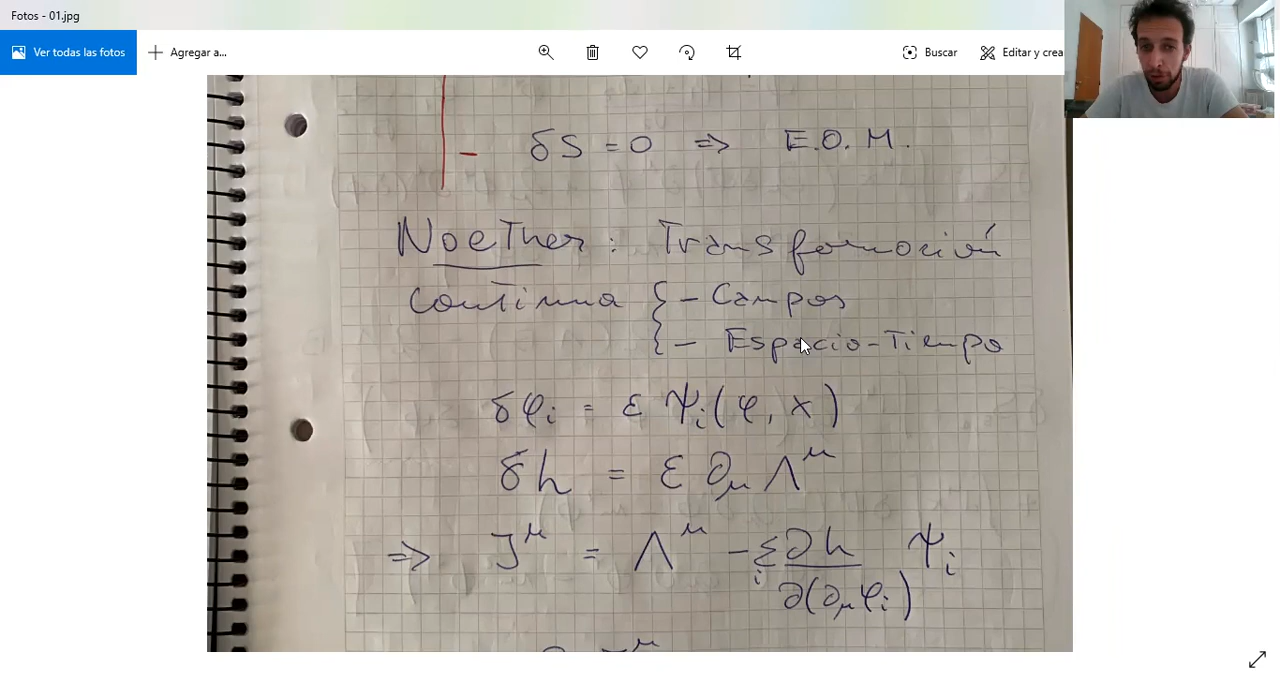 Fotos - 01.jpg
Ver todas las fotos
Agregar a...
Buscar
Editar y crea
δS = 0 => E.O.M.
Noether: Transformación
continua { - Campos
{ - Espacio-Tiempo
δφᵢ = ε Ψᵢ(φ, x)
δh = ε ∂μ Λ^μ
=> J^μ = Λ^μ - Σᵢ ∂h / ∂(∂μφᵢ) Ψᵢ